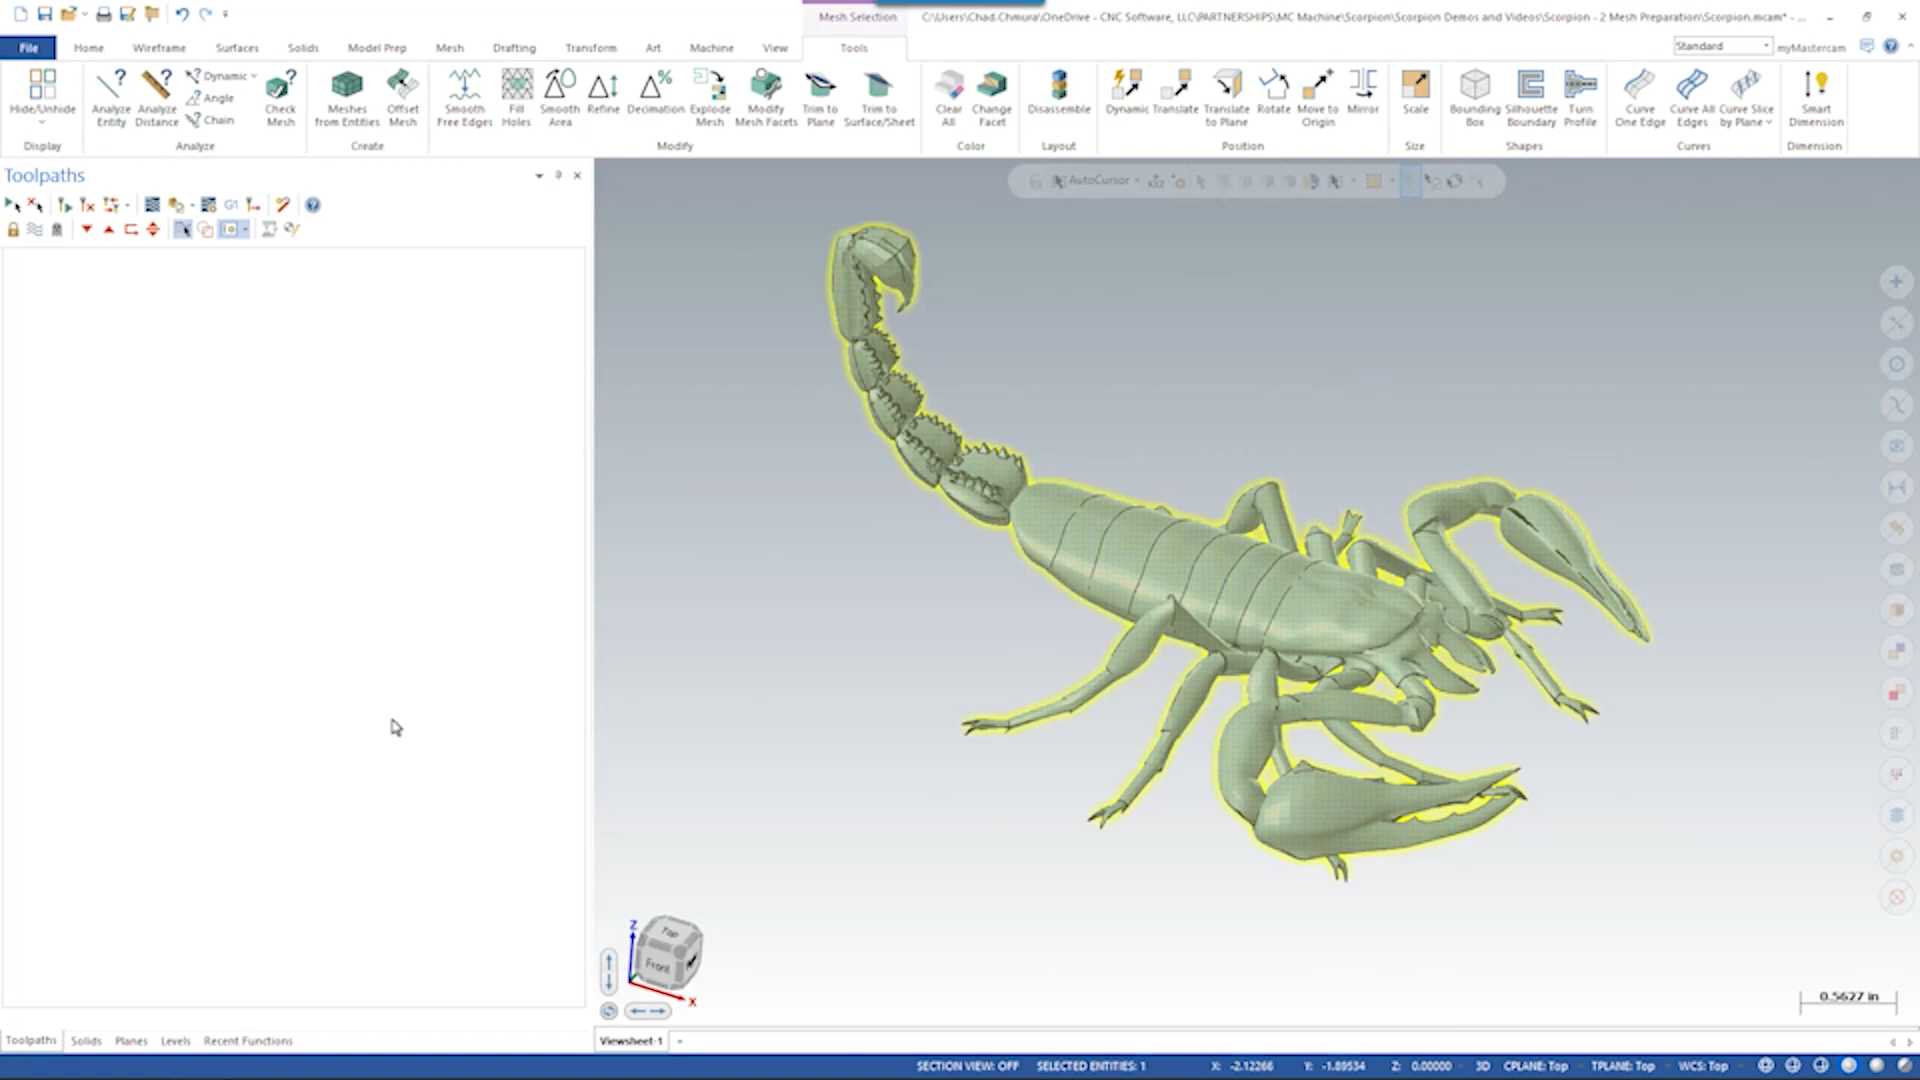 Mesh Selection
C:\Users\Chad.Chmura\OneDrive - CNC Software, LLC\PARTNERSHIPS\MC Machine\Scorpion\Scorpion Demos and Videos\Scorpion - 2 Mesh Preparation\Scorpion.mcam* - ...
File Home Wireframe Surfaces Solids Model Prep Mesh Drafting Transform Art Machine View Tools
Standard myMastercam
Hide/Unhide
Analyze Entity
Analyze Distance
Dynamic
Angle
Chain
Check Mesh
Meshes from Entities
Offset Mesh
Smooth Free Edges
Fill Holes
Smooth Area
Refine
Decimation
Explode Mesh
Modify Mesh Facets
Trim to Plane
Trim to Surface/Sheet
Clear All
Change Facet
Disassemble
Dynamic
Translate
Translate to Plane
Rotate
Move to Origin
Mirror
Scale
Bounding Box
Silhouette Boundary
Turn Profile
Curve One Edge
Curve All Edges
Curve Slice by Plane
Smart Dimension
Display Analyze Create Modify Color Layout Position Size Shapes Curves Dimension
Toolpaths
G1
AutoCursor
XYZ
Z
Top
Front
X
0.5627 in
Toolpaths Solids Planes Levels Recent Functions
Viewsheet-1
SECTION VIEW: OFF SELECTED ENTITIES: 1 X: -2.12266 Y: -1.89534 Z: 0.00000 3D CPLANE: Top TPLANE: Top WCS: Top